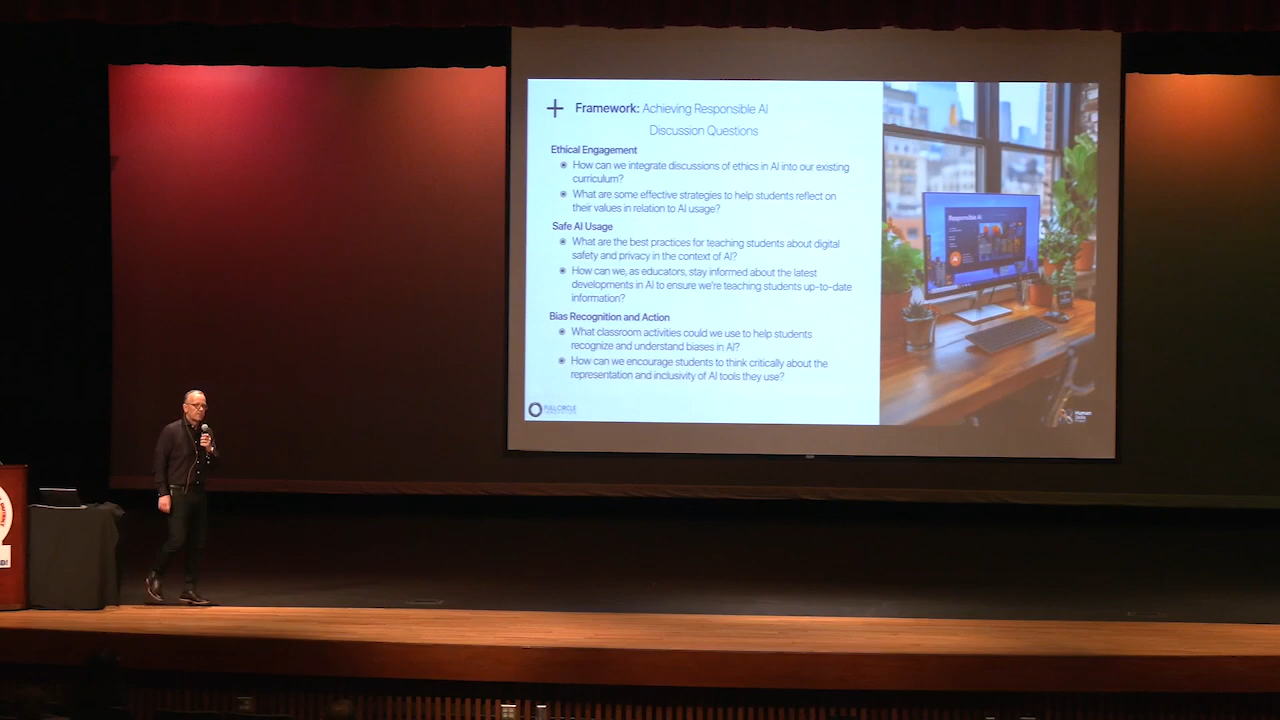 Framework: Achieving Responsible AI
Discussion Questions
Ethical Engagement
How can we integrate discussions of ethics in AI into our existing
curriculum?
What are some effective strategies to help students reflect on
their values in relation to AI usage?
Safe AI Usage
What are the best practices for teaching students about digital
safety and privacy in the context of AI?
How can we, as educators, stay informed about the latest
developments in AI to ensure we're teaching students up-to-date
information?
Bias Recognition and Action
What classroom activities could we use to help students
recognize and understand biases in AI?
How can we encourage students to think critically about the
representation and inclusivity of AI tools they use?
FULL CIRCLE
INNOVATION
Responsible AI
Human
Skills